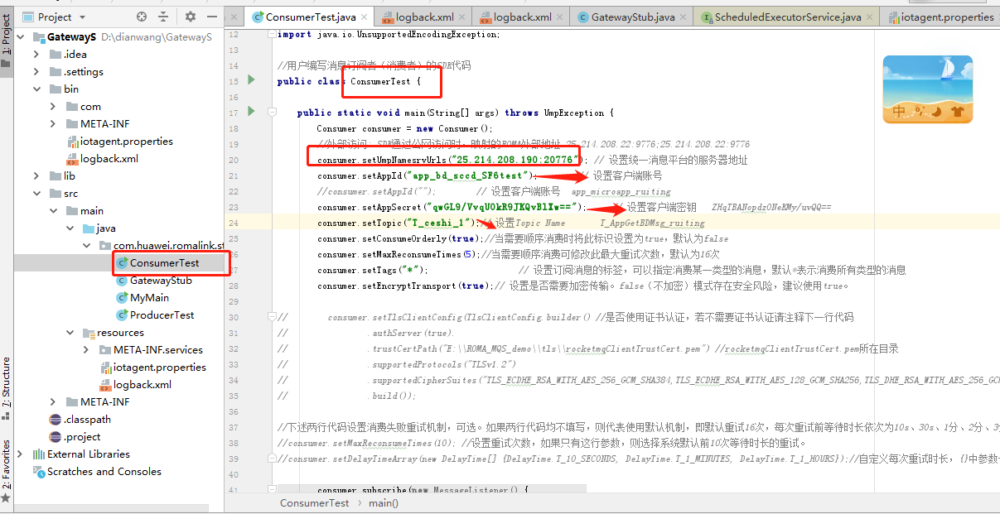 Project
ConsumerTest.java
logback.xml
logback.xml
GatewayStub.java
ScheduledExecutorService.java
iotagent.properties
1: Project
7: Structure
2: Favorites
GatewayS D:\dianwang\GatewayS
.idea
.settings
bin
com
META-INF
iotagent.properties
logback.xml
lib
src
main
java
com.huawei.romalink.st
ConsumerTest
GatewayStub
MyMain
ProducerTest
resources
META-INF.services
iotagent.properties
logback.xml
META-INF
.classpath
.project
External Libraries
Scratches and Consoles
12 import java.io.UnsupportedEncodingException;
13
14 //用户编写消息订阅者（消费者）的SDK代码
15 public class ConsumerTest {
16
17 public static void main(String[] args) throws UmpException {
18 Consumer consumer = new Consumer();
19 //外部访问：SDK通过公网访问时，映射的ROMA外部地址 25.214.208.22:9776;25.214.208.22:9776
20 consumer.setUmpNamesrvUrls("25.214.208.190:20776"); // 设置统一消息平台的服务器地址
21 consumer.setAppId("app_bd_sccd_SF6test"); // 设置客户端账号
22 //consumer.setAppId(""); // 设置客户端账号 app_microapp_ruiting
23 consumer.setAppSecret("qwGL9/VvqUOkR9JKQvBlXw=="); // 设置客户端密钥 ZHqTBANopdzONeKMy/uvQQ==
24 consumer.setTopic("T_ceshi_1");// 设置Topic Name T_AppGetBDMsg_ruiting
25 consumer.setConsumeOrderly(true);//当需要顺序消费时将此标识设置为true，默认为false
26 consumer.setMaxReconsumeTimes(5);//当需要顺序消费可修改此最大重试次数，默认为16次
27 consumer.setTags("*"); // 设置订阅消息的标签，可以指定消费某一类型的消息，默认*表示消费所有类型的消息
28 consumer.setEncryptTransport(true);// 设置是否需要加密传输。false（不加密）模式存在安全风险，建议使用true。
29
30 // consumer.setTlsClientConfig(TlsClientConfig.builder() //是否使用证书认证，若不需要证书认证请注释下一行代码
31 // .authServer(true).
32 // .trustCertPath("E:\\ROMA_MQS_demo\\tls\\rocketmqClientTrustCert.pem") //rocketmqClientTrustCert.pem所在目录
33 // .supportedProtocols("TLSv1.2")
34 // .supportedCipherSuites("TLS_ECDHE_RSA_WITH_AES_256_GCM_SHA384,TLS_ECDHE_RSA_WITH_AES_128_GCM_SHA256,TLS_DHE_RSA_WITH_AES_256_GC
35 // .build());
36
37 //下述两行代码设置消费失败重试机制，可选。如果两行代码均不填写，则代表使用默认机制，即默认重试16次，每次重试前等待时长依次为10s、30s、1分、2分、3
38 //consumer.setMaxReconsumeTimes(10); //设置重试次数，如果只有这行参数，则选择系统默认前10次等待时长的重试。
39 //consumer.setDelayTimeArray(new DelayTime[] {DelayTime.T_10_SECONDS, DelayTime.T_1_MINUTES, DelayTime.T_1_HOURS});//自定义每次重试时长，{}中参数
40
41 consumer.subscribe(new MessageListener() {
中
ConsumerTest › main()